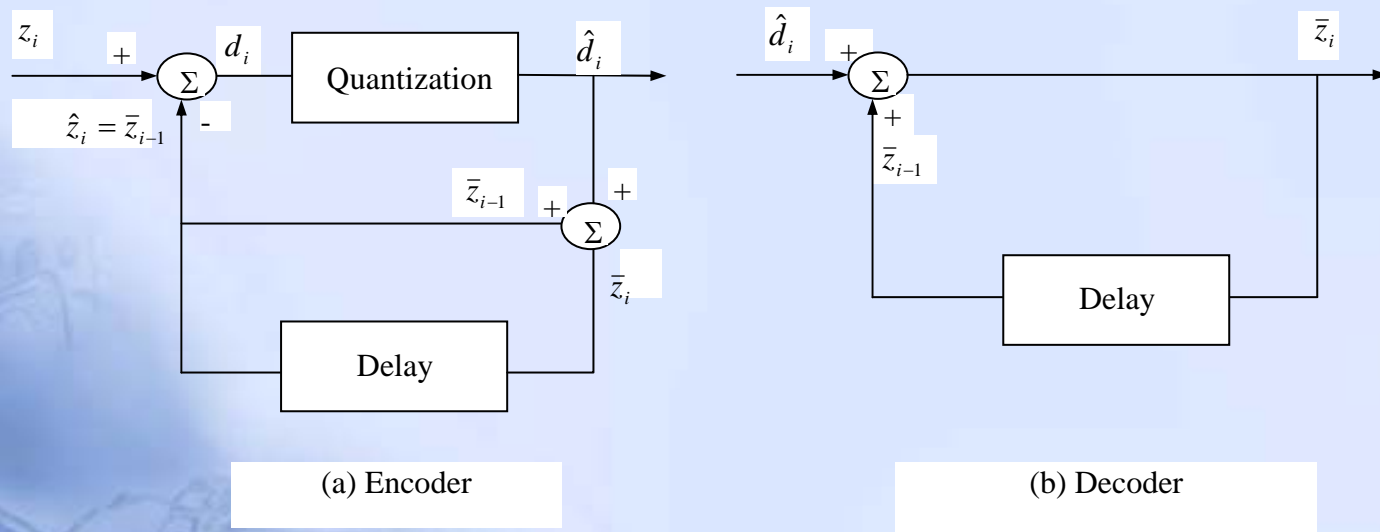 z_i
+
Σ
d_i
Quantization
d̂_i
ẑ_i = z̄_{i−1}
-
z̄_{i−1}
+
+
Σ
z̄_i
Delay
(a) Encoder
d̂_i
+
Σ
z̄_i
+
z̄_{i−1}
Delay
(b) Decoder